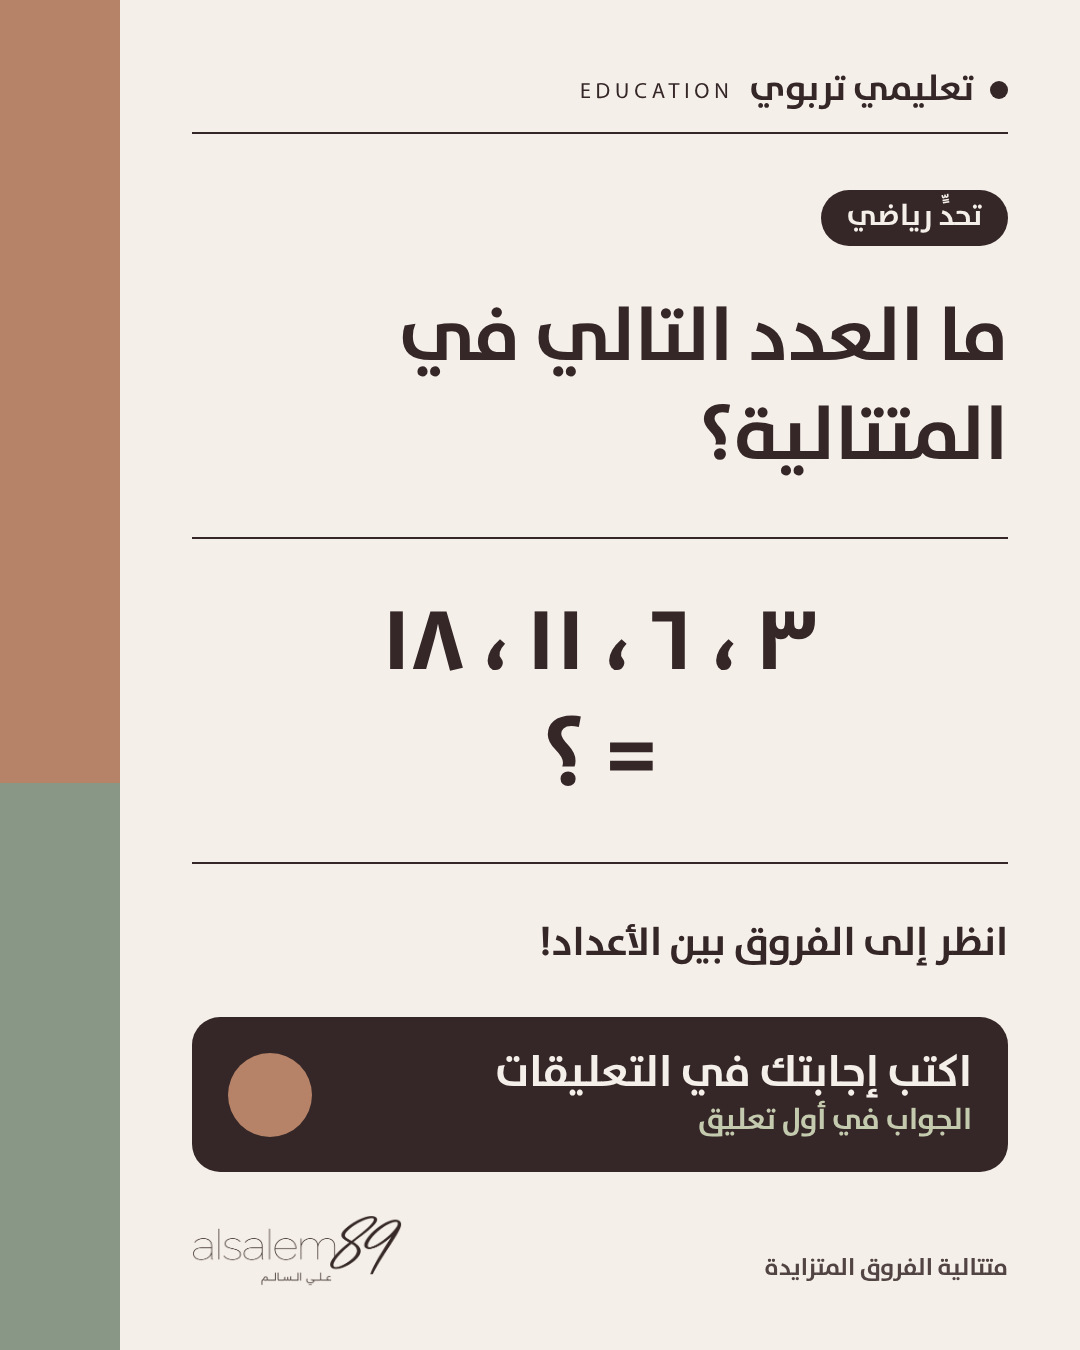 تعليمي تربوي EDUCATION
تحدٍّ رياضي
ما العدد التالي في
المتتالية؟
٣ ، ٦ ، ١١ ، ١٨
= ؟
انظر إلى الفروق بين الأعداد!
اكتب إجابتك في التعليقات
الجواب في أول تعليق
متتالية الفروق المتزايدة
alsalem89
علي السالم